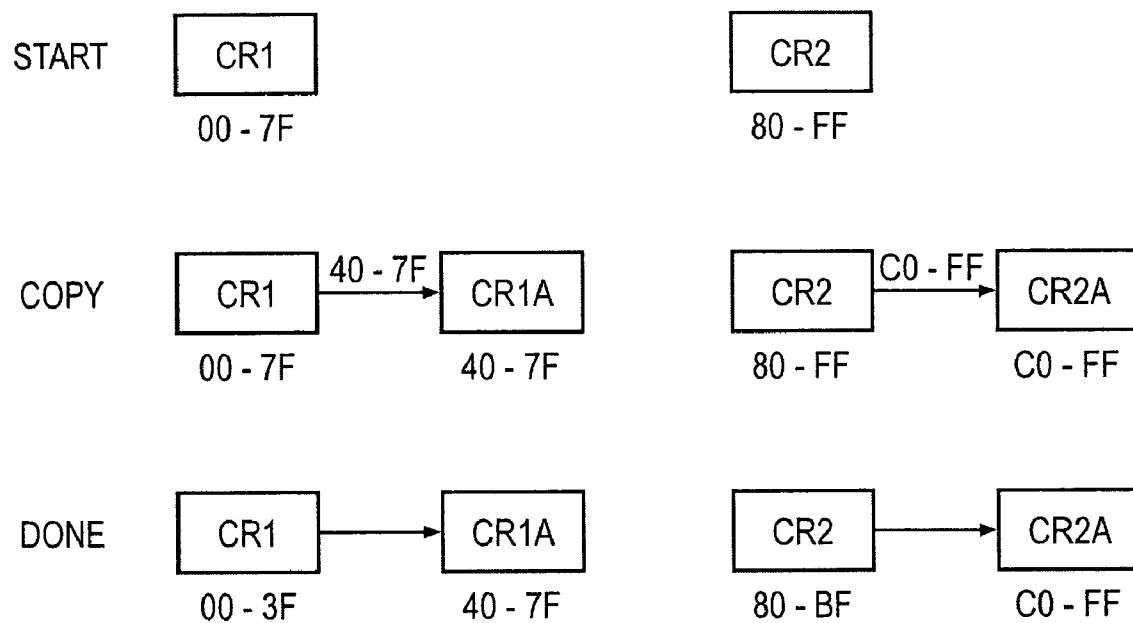 START CR1 CR2
00 - 7F 80 - FF
COPY CR1 40 - 7F CR1A CR2 C0 - FF CR2A
00 - 7F 40 - 7F 80 - FF C0 - FF
DONE CR1 CR1A CR2 CR2A
00 - 3F 40 - 7F 80 - BF C0 - FF